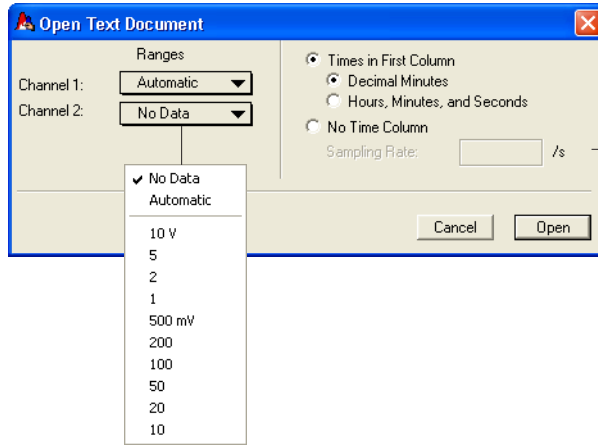 Open Text Document
Ranges
Channel 1: Automatic
Channel 2: No Data
Times in First Column
Decimal Minutes
Hours, Minutes, and Seconds
No Time Column
Sampling Rate: /s
No Data
Automatic
10 V
5
2
1
500 mV
200
100
50
20
10
Cancel Open